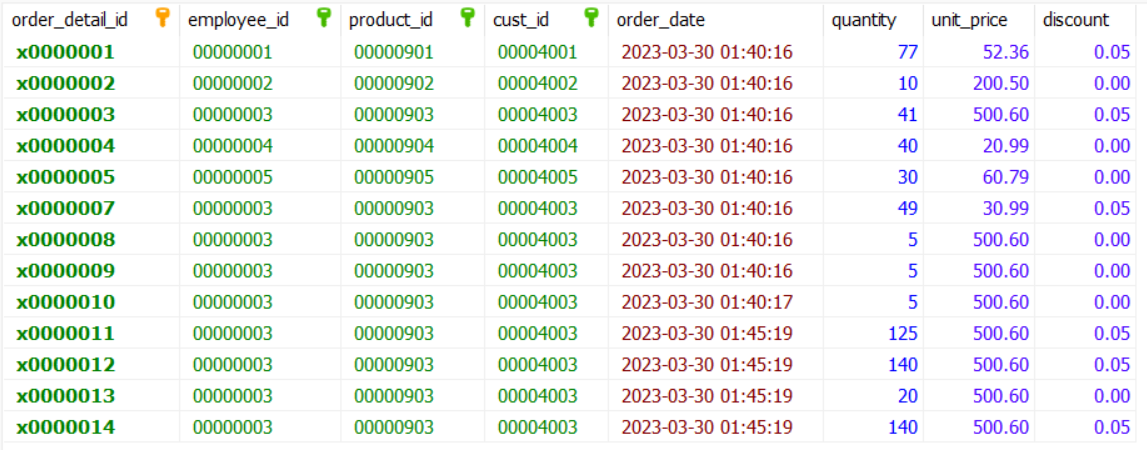 order_detail_id employee_id product_id cust_id order_date quantity unit_price discount
x0000001 00000001 00000901 00004001 2023-03-30 01:40:16 77 52.36 0.05
x0000002 00000002 00000902 00004002 2023-03-30 01:40:16 10 200.50 0.00
x0000003 00000003 00000903 00004003 2023-03-30 01:40:16 41 500.60 0.05
x0000004 00000004 00000904 00004004 2023-03-30 01:40:16 40 20.99 0.00
x0000005 00000005 00000905 00004005 2023-03-30 01:40:16 30 60.79 0.00
x0000007 00000003 00000903 00004003 2023-03-30 01:40:16 49 30.99 0.05
x0000008 00000003 00000903 00004003 2023-03-30 01:40:16 5 500.60 0.00
x0000009 00000003 00000903 00004003 2023-03-30 01:40:16 5 500.60 0.00
x0000010 00000003 00000903 00004003 2023-03-30 01:40:17 5 500.60 0.00
x0000011 00000003 00000903 00004003 2023-03-30 01:45:19 125 500.60 0.05
x0000012 00000003 00000903 00004003 2023-03-30 01:45:19 140 500.60 0.05
x0000013 00000003 00000903 00004003 2023-03-30 01:45:19 20 500.60 0.00
x0000014 00000003 00000903 00004003 2023-03-30 01:45:19 140 500.60 0.05